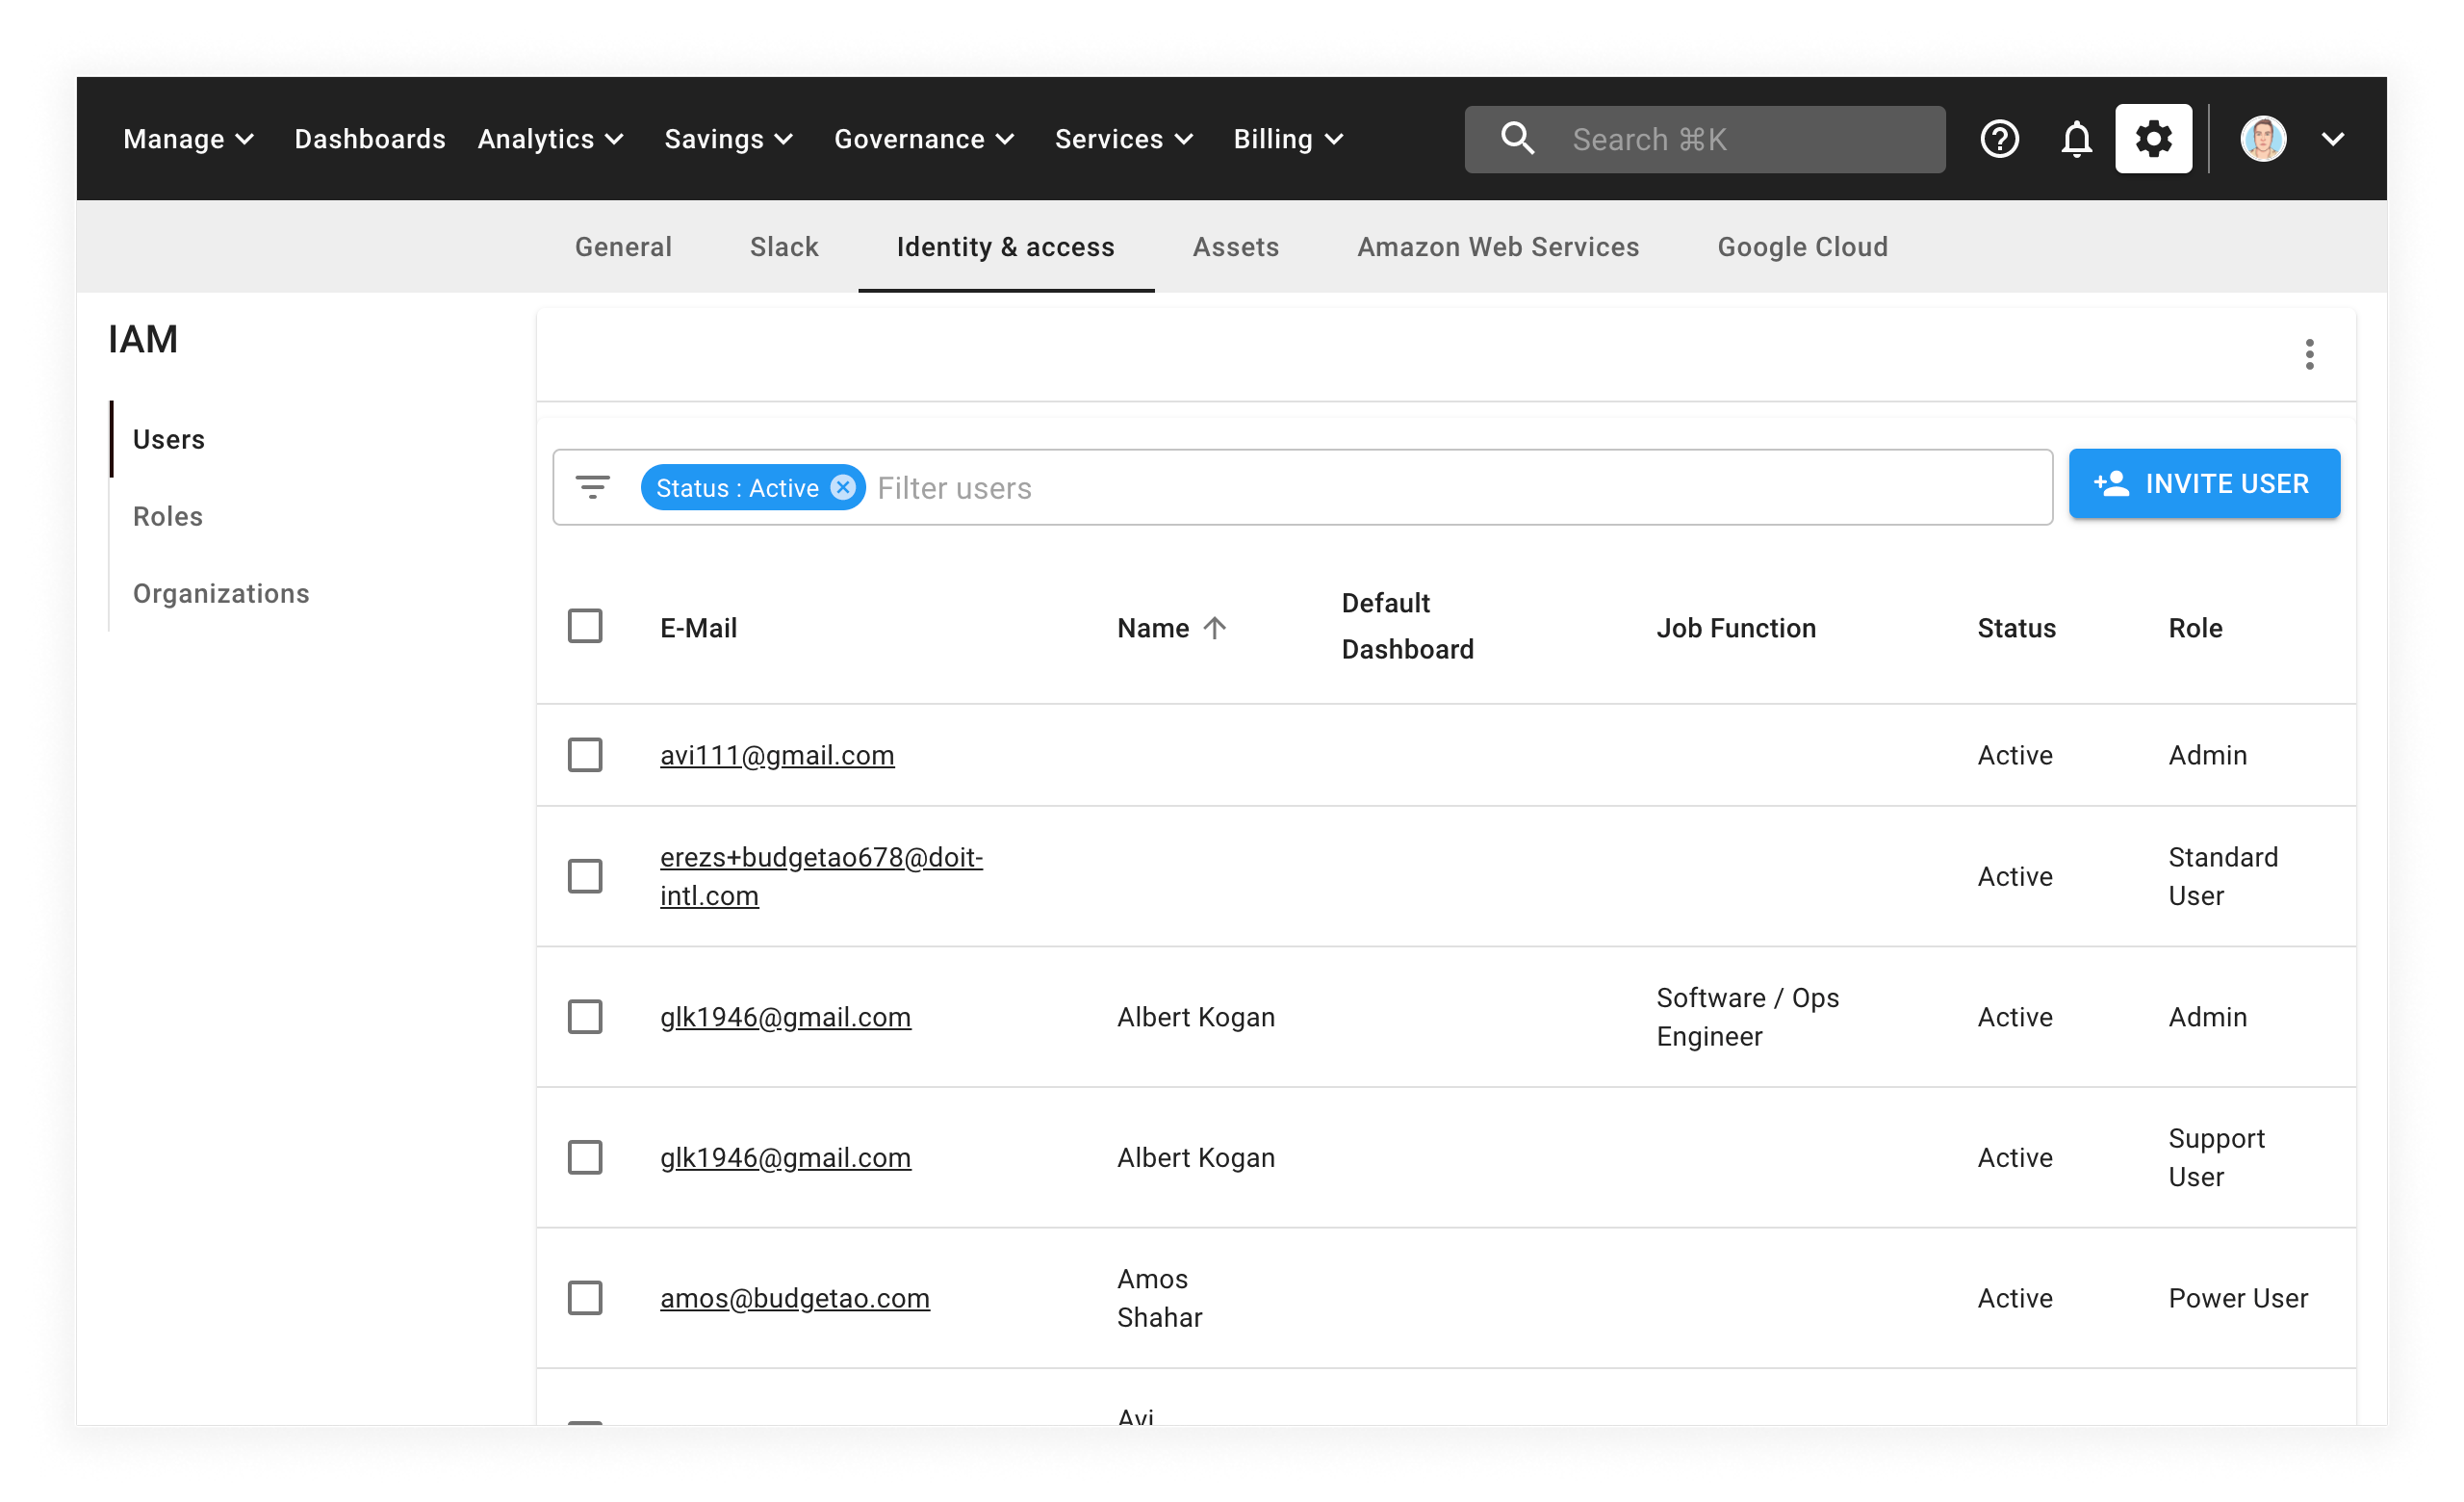 Manage Dashboards Analytics Savings Governance Services Billing Search ⌘K
General Slack Identity & access Assets Amazon Web Services Google Cloud
IAM
Users
Roles
Organizations
Status : Active Filter users INVITE USER
E-Mail Name Default Dashboard Job Function Status Role
avi111@gmail.com Active Admin
erezs+budgetao678@doit-
intl.com
Active
Standard
User
glk1946@gmail.com Albert Kogan
Software / Ops
Engineer
Active Admin
glk1946@gmail.com Albert Kogan Active
Support
User
amos@budgetao.com
Amos
Shahar
Active Power User
Avi